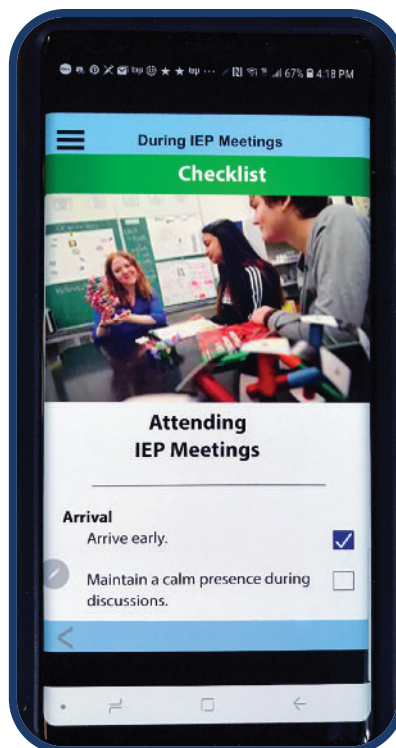 67% 4:18 PM
During IEP Meetings
Checklist
Attending
IEP Meetings
Arrival
Arrive early.
Maintain a calm presence during
discussions.